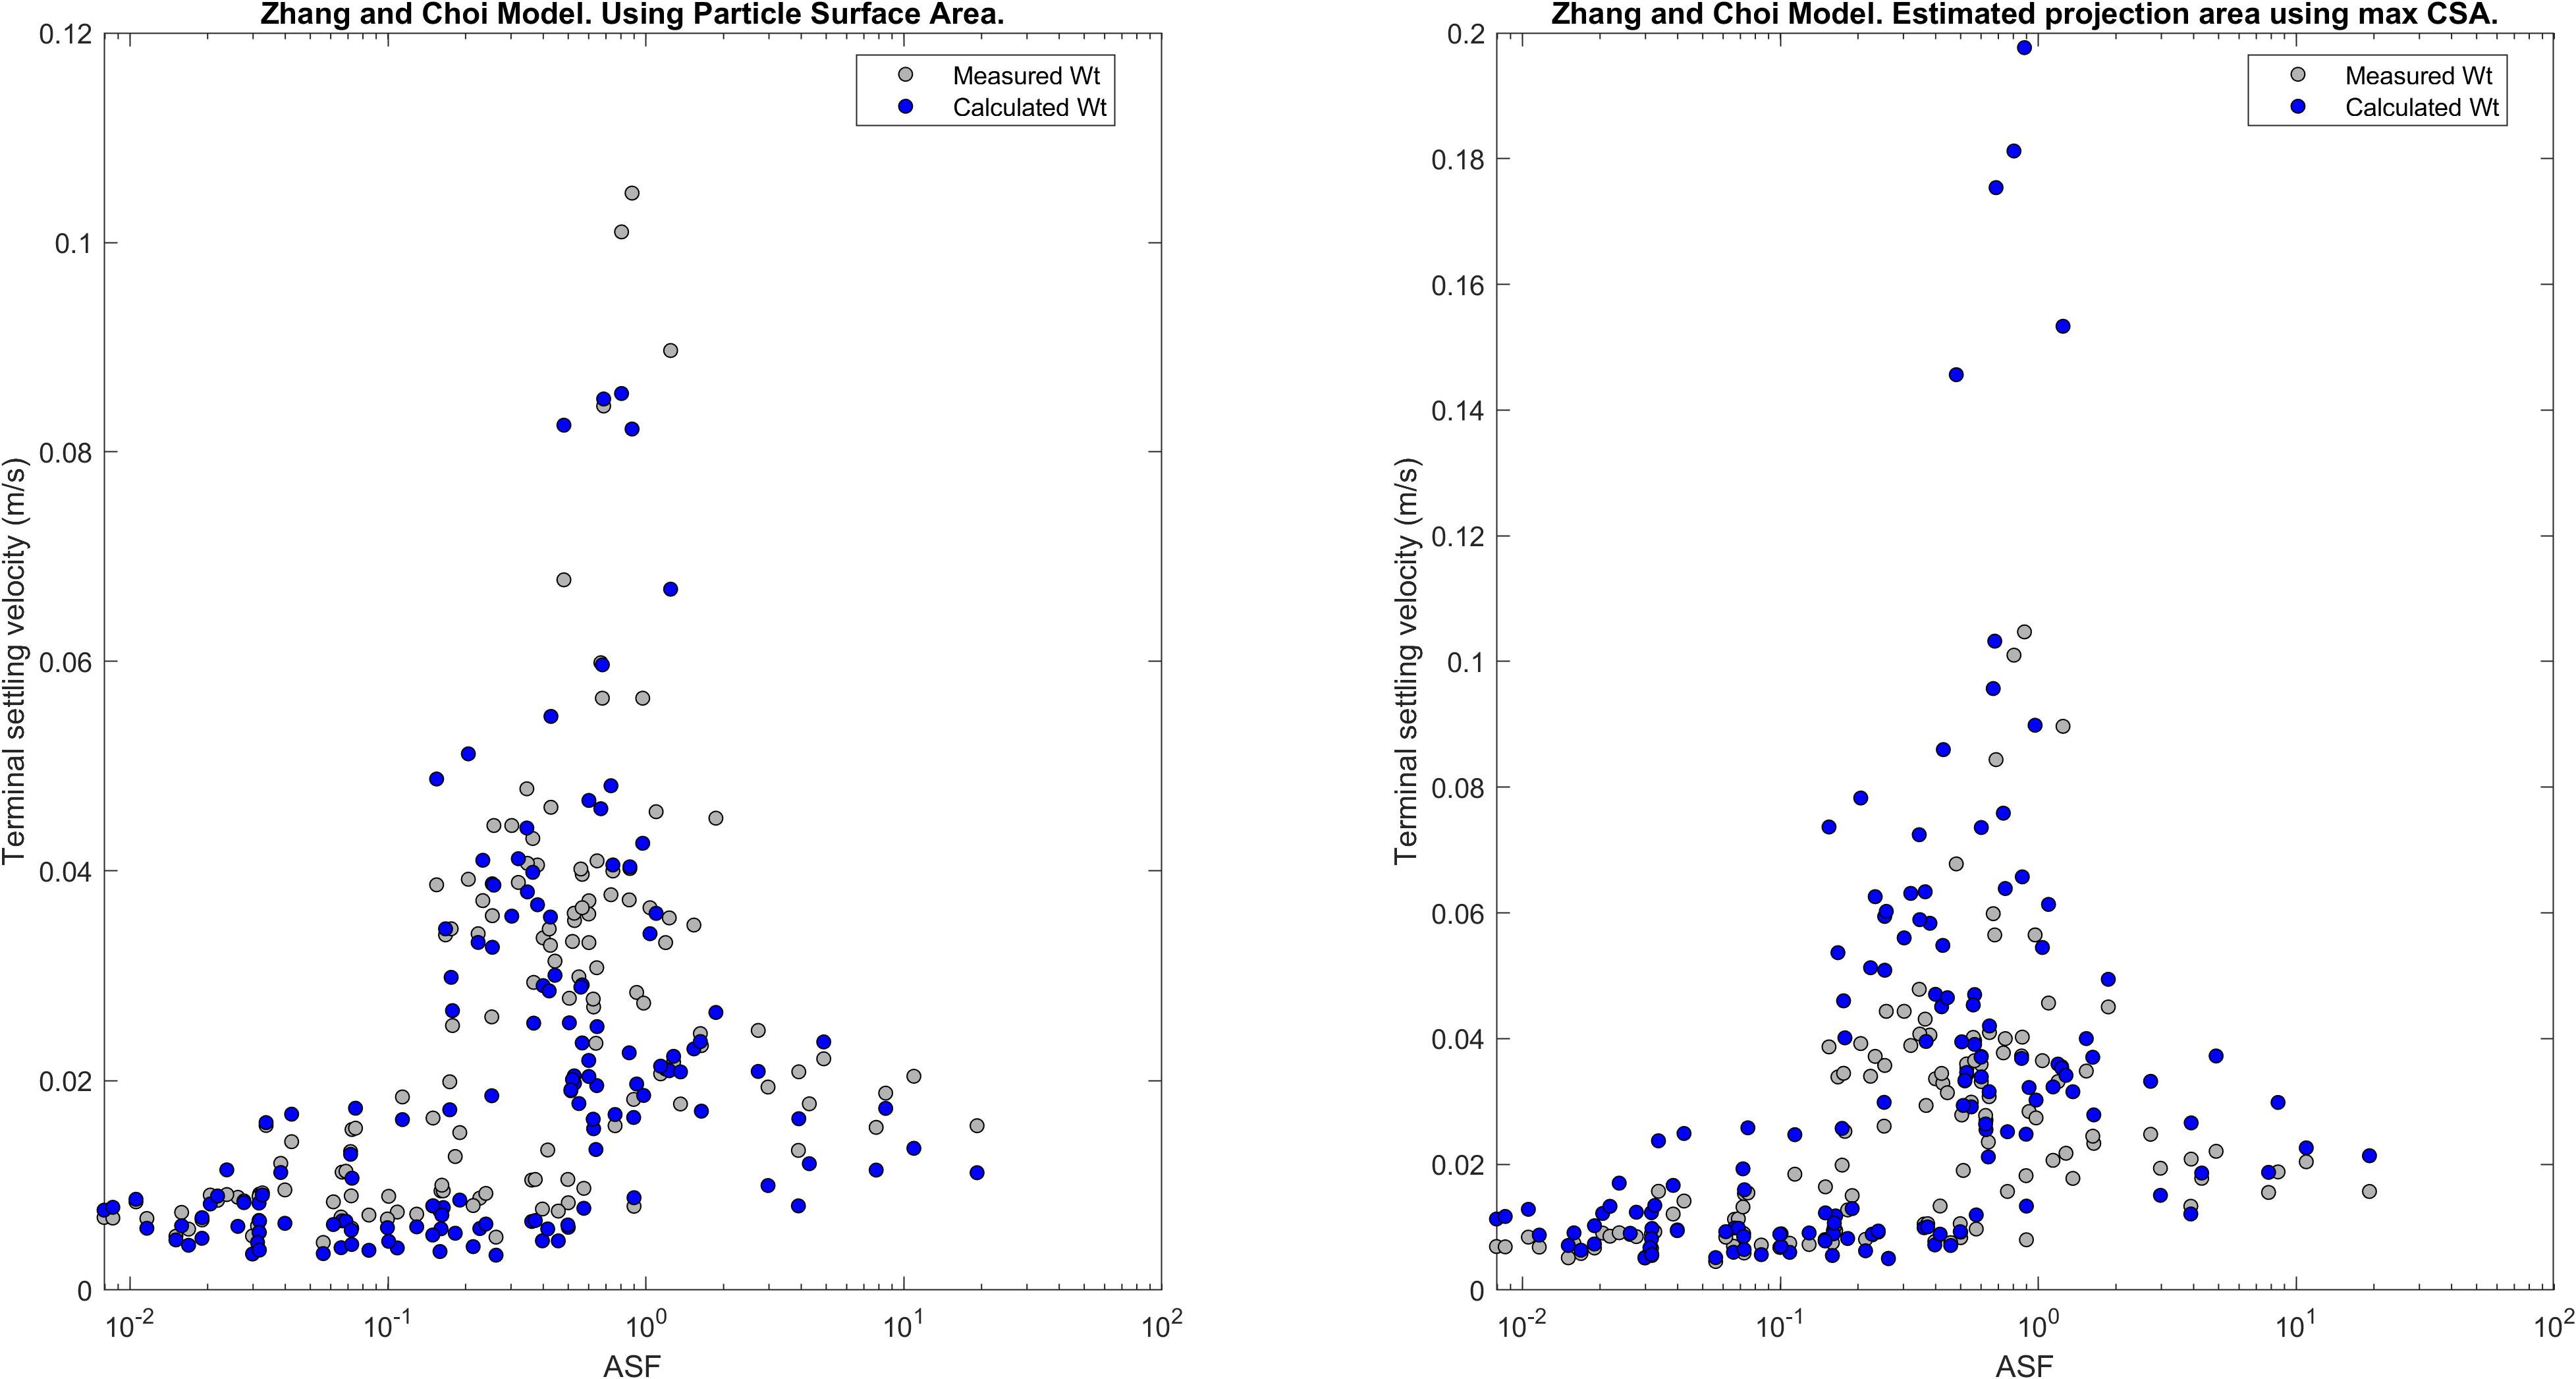 Zhang and Choi Model. Using Particle Surface Area.
0.12
0.1
0.08
0.06
0.04
0.02
0
Terminal setlling velocity (m/s)
Measured Wt
Calculated Wt
10^-2
10^-1
10^0
10^1
10^2
ASF
Zhang and Choi Model. Estimated projection area using max CSA.
0.2
0.18
0.16
0.14
0.12
0.1
0.08
0.06
0.04
0.02
0
Terminal setlling velocity (m/s)
Measured Wt
Calculated Wt
10^-2
10^-1
10^0
10^1
10^2
ASF